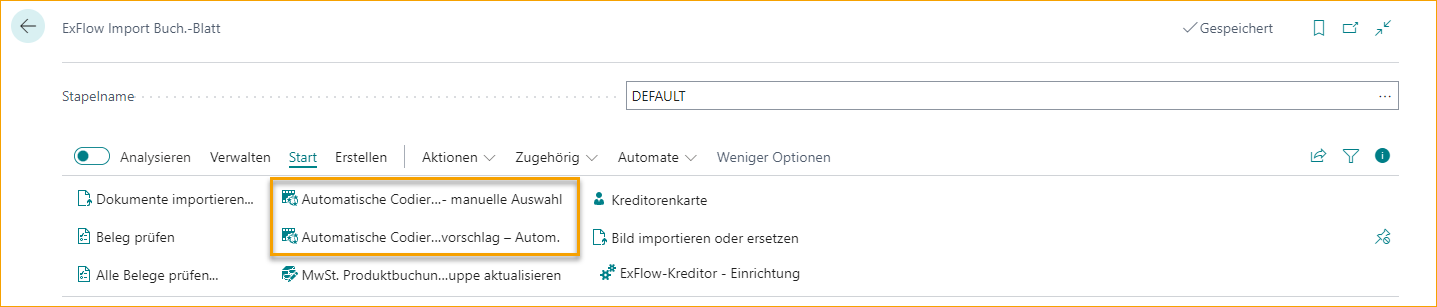 ExFlow Import Buch.-Blatt
Gespeichert
Stapelname
DEFAULT
Analysieren Verwalten Start Erstellen Aktionen Zugehörig Automate Weniger Optionen
Dokumente importieren... Automatische Codier...- manuelle Auswahl Kreditorenkarte
Beleg prüfen Automatische Codier...vorschlag – Autom. Bild importieren oder ersetzen
Alle Belege prüfen... MwSt. Produktbuchun...uppe aktualisieren ExFlow-Kreditor - Einrichtung